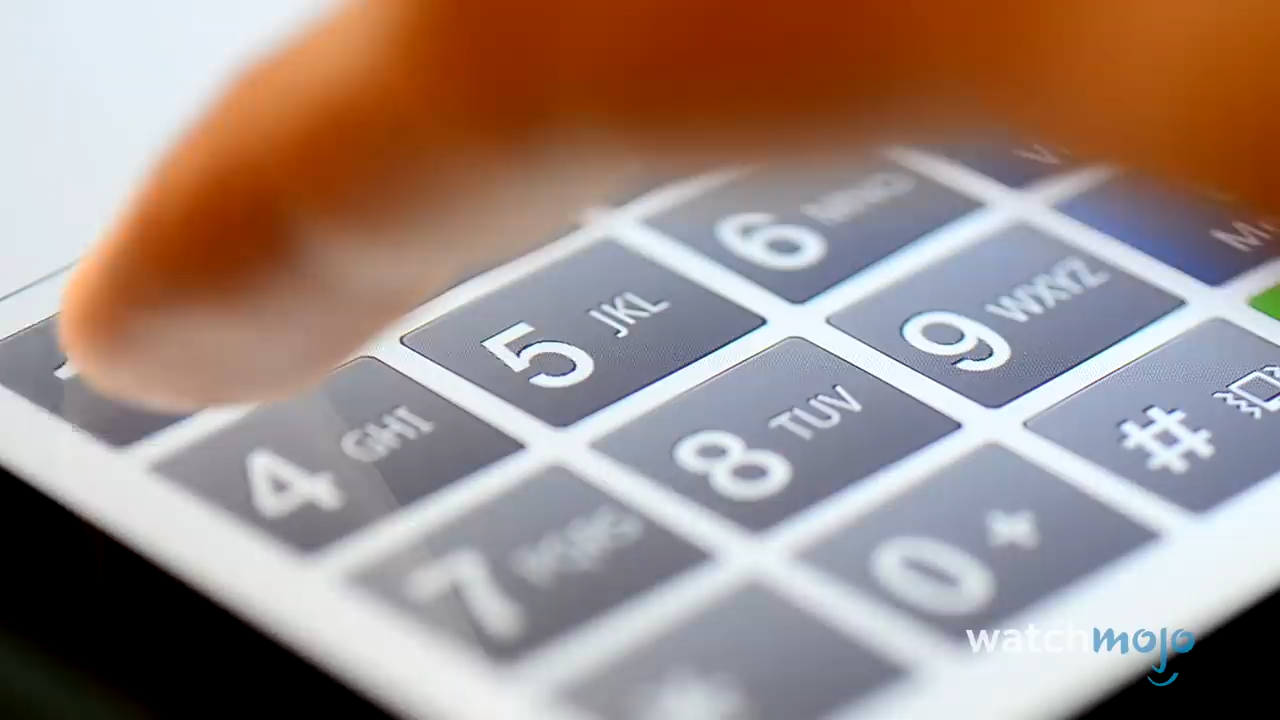 6 MNO
5 JKL
9 WXYZ
4 GHI
8 TUV
#
7 PQRS
0 +
*
watchmojo